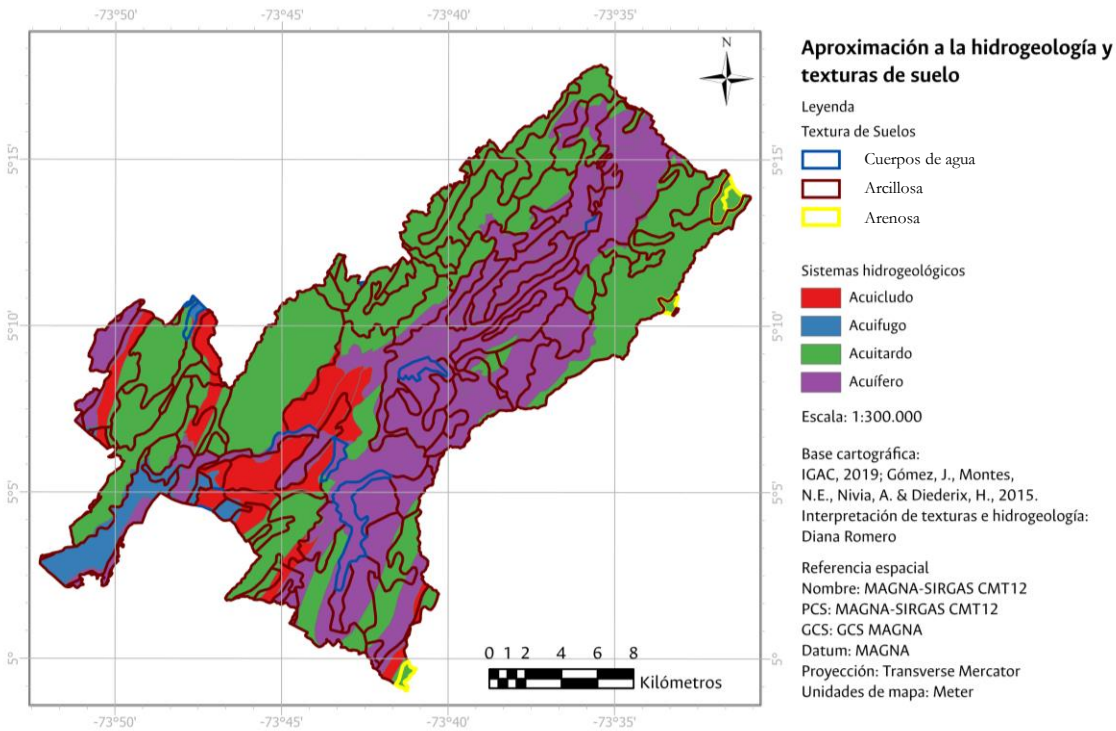 -73°50' -73°45' -73°40' -73°35'
N
5°15' 5°15'
5°10' 5°10'
5°5' 5°5'
5° 5°
0 1 2 4 6 8
Kilómetros
-73°50' -73°45' -73°40' -73°35'
Aproximación a la hidrogeología y
texturas de suelo
Leyenda
Textura de Suelos
Cuerpos de agua
Arcillosa
Arenosa
Sistemas hidrogeológicos
Acuicludo
Acuifugo
Acuitardo
Acuífero
Escala: 1:300.000
Base cartográfica:
IGAC, 2019; Gómez, J., Montes,
N.E., Nivia, A. & Diederix, H., 2015.
Interpretación de texturas e hidrogeología:
Diana Romero
Referencia espacial
Nombre: MAGNA-SIRGAS CMT12
PCS: MAGNA-SIRGAS CMT12
GCS: GCS MAGNA
Datum: MAGNA
Proyección: Transverse Mercator
Unidades de mapa: Meter